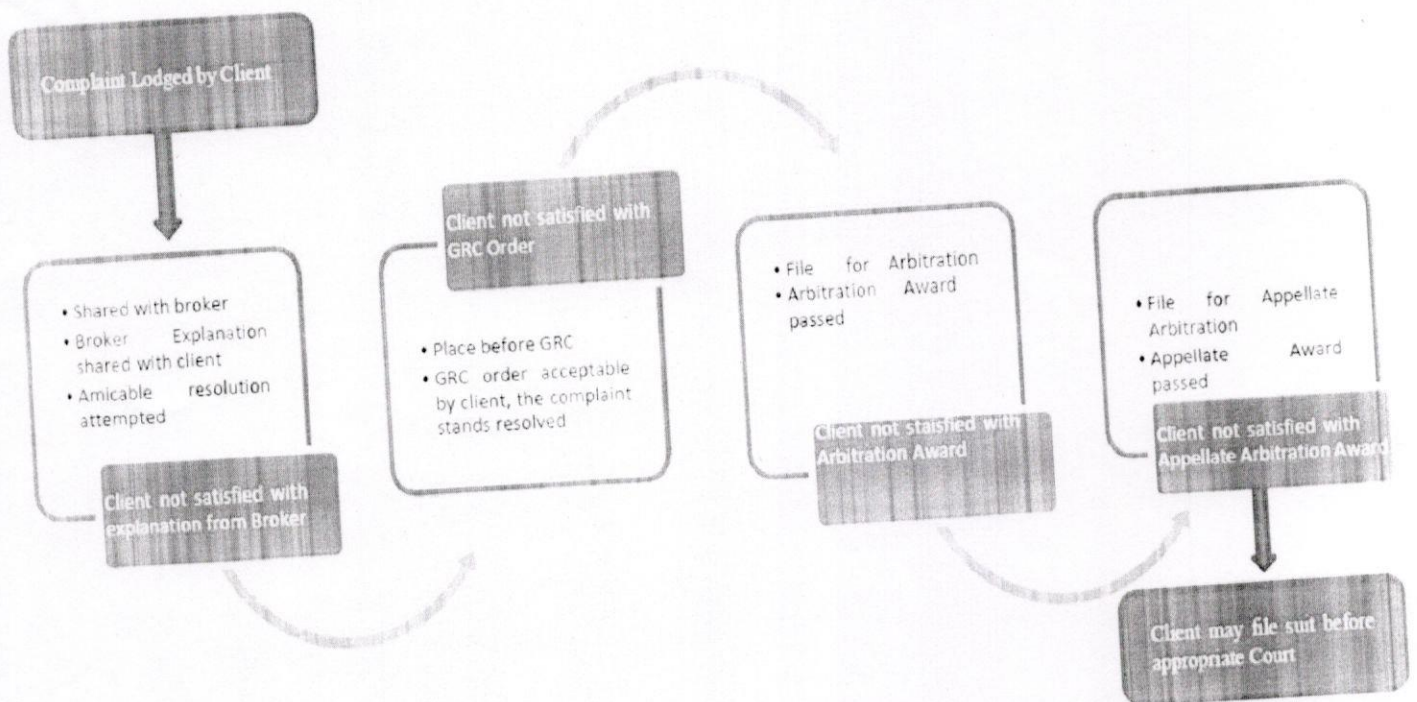 Complaint Lodged by Client
• Shared with broker
• Broker Explanation
shared with client
• Amicable resolution
attempted
Client not satisfied with
explanation from Broker
Client not satisfied with
GRC Order
• Place before GRC
• GRC order acceptable
by client, the complaint
stands resolved
• File for Arbitration
• Arbitration Award
passed
Client not staisfied with
Arbitration Award
• File for Appellate
Arbitration
• Appellate Award
passed
Client not satisfied with
Appellate Arbitration Award
Client may file suit before
appropriate Court